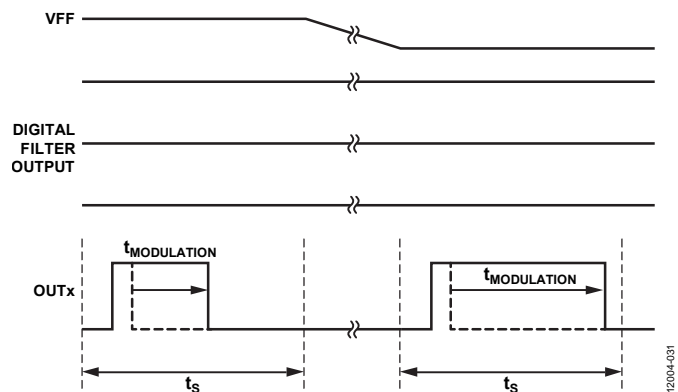 VFF
DIGITAL
FILTER
OUTPUT
tMODULATION
tMODULATION
OUTx
tS
tS
12004-031